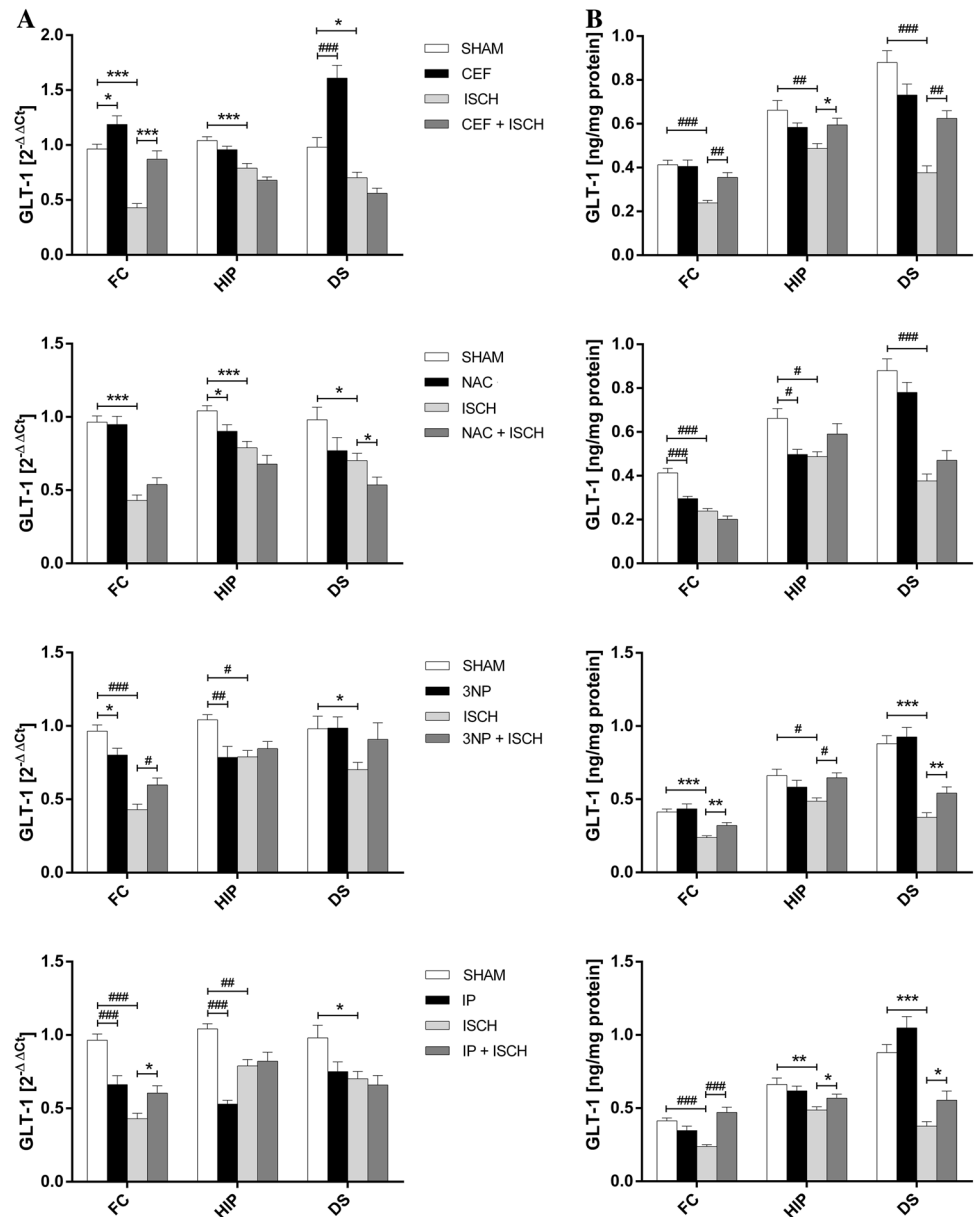 A
GLT-1 [2^-Δ ΔCt]
2.0
1.5
1.0
0.5
0.0
*
###
***
*
***
***
FC
HIP
DS
SHAM
CEF
ISCH
CEF + ISCH
B
GLT-1 [ng/mg protein]
1.0
0.8
0.6
0.4
0.2
0.0
###
##
##
*
###
##
FC
HIP
DS
GLT-1 [2^-Δ ΔCt]
1.5
1.0
0.5
0.0
***
***
*
*
*
FC
HIP
DS
SHAM
NAC
ISCH
NAC + ISCH
GLT-1 [ng/mg protein]
1.0
0.8
0.6
0.4
0.2
0.0
###
#
#
###
###
FC
HIP
DS
GLT-1 [2^-Δ ΔCt]
1.5
1.0
0.5
0.0
###
*
#
#
##
*
FC
HIP
DS
SHAM
3NP
ISCH
3NP + ISCH
GLT-1 [ng/mg protein]
1.5
1.0
0.5
0.0
***
**
#
#
***
**
FC
HIP
DS
GLT-1 [2^-Δ ΔCt]
1.5
1.0
0.5
0.0
###
###
*
##
###
*
FC
HIP
DS
SHAM
IP
ISCH
IP + ISCH
GLT-1 [ng/mg protein]
1.5
1.0
0.5
0.0
###
###
**
*
***
*
FC
HIP
DS